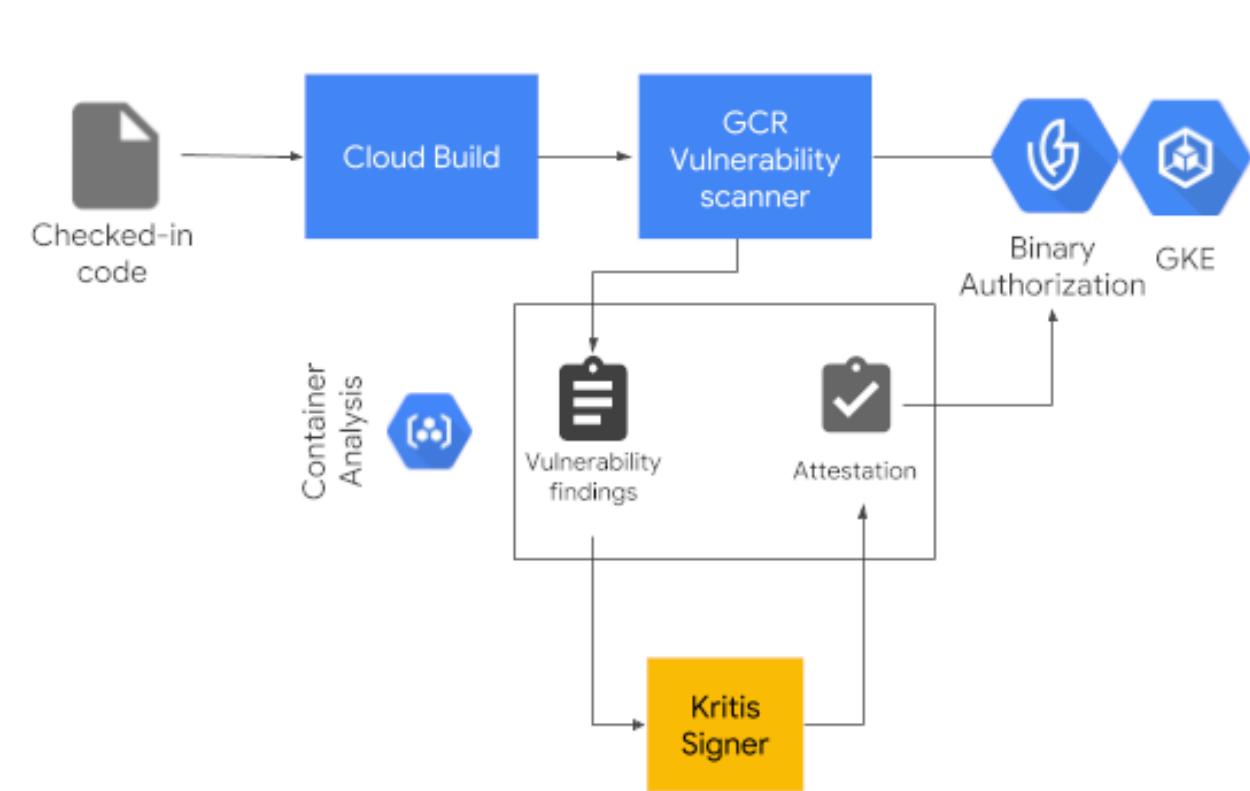 Checked-in
code
Cloud Build
GCR
Vulnerability
scanner
Binary
Authorization
GKE
Container
Analysis
Vulnerability
findings
Attestation
Kritis
Signer